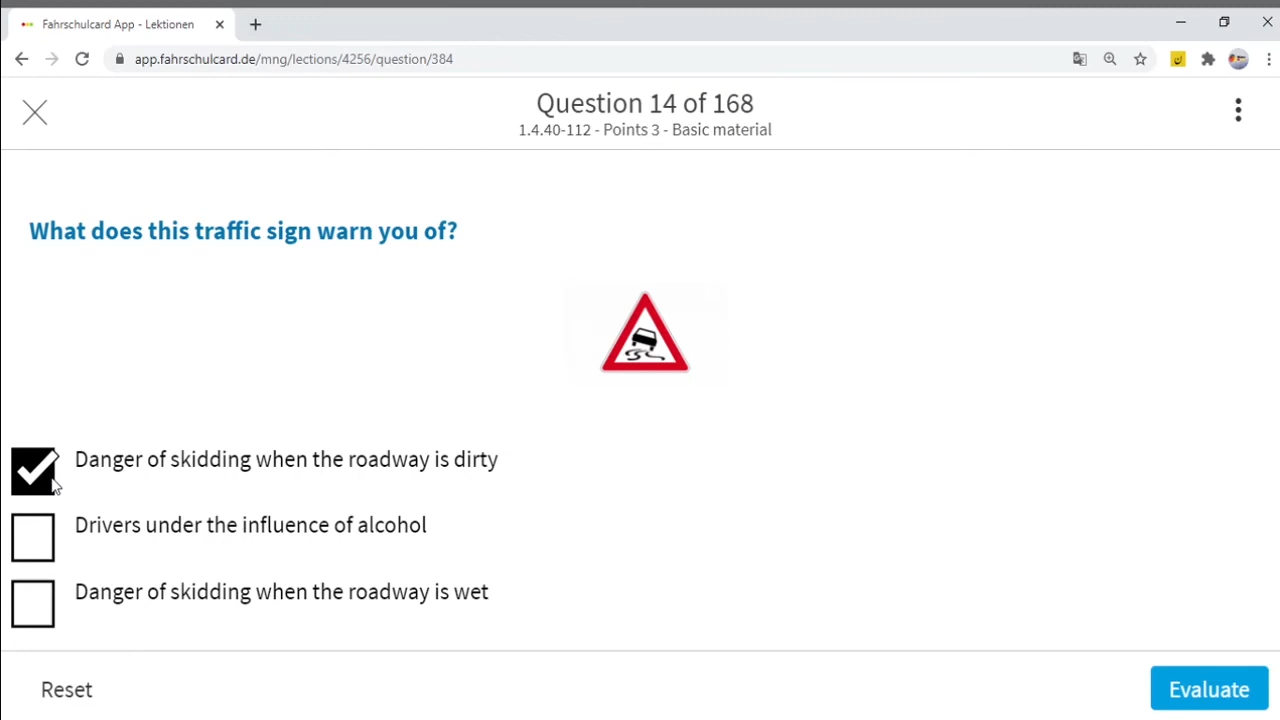 Fahrschulcard App - Lektionen
app.fahrschulcard.de/mng/lections/4256/question/384
Question 14 of 168
1.4.40-112 - Points 3 - Basic material
What does this traffic sign warn you of?
Danger of skidding when the roadway is dirty
Drivers under the influence of alcohol
Danger of skidding when the roadway is wet
Reset
Evaluate